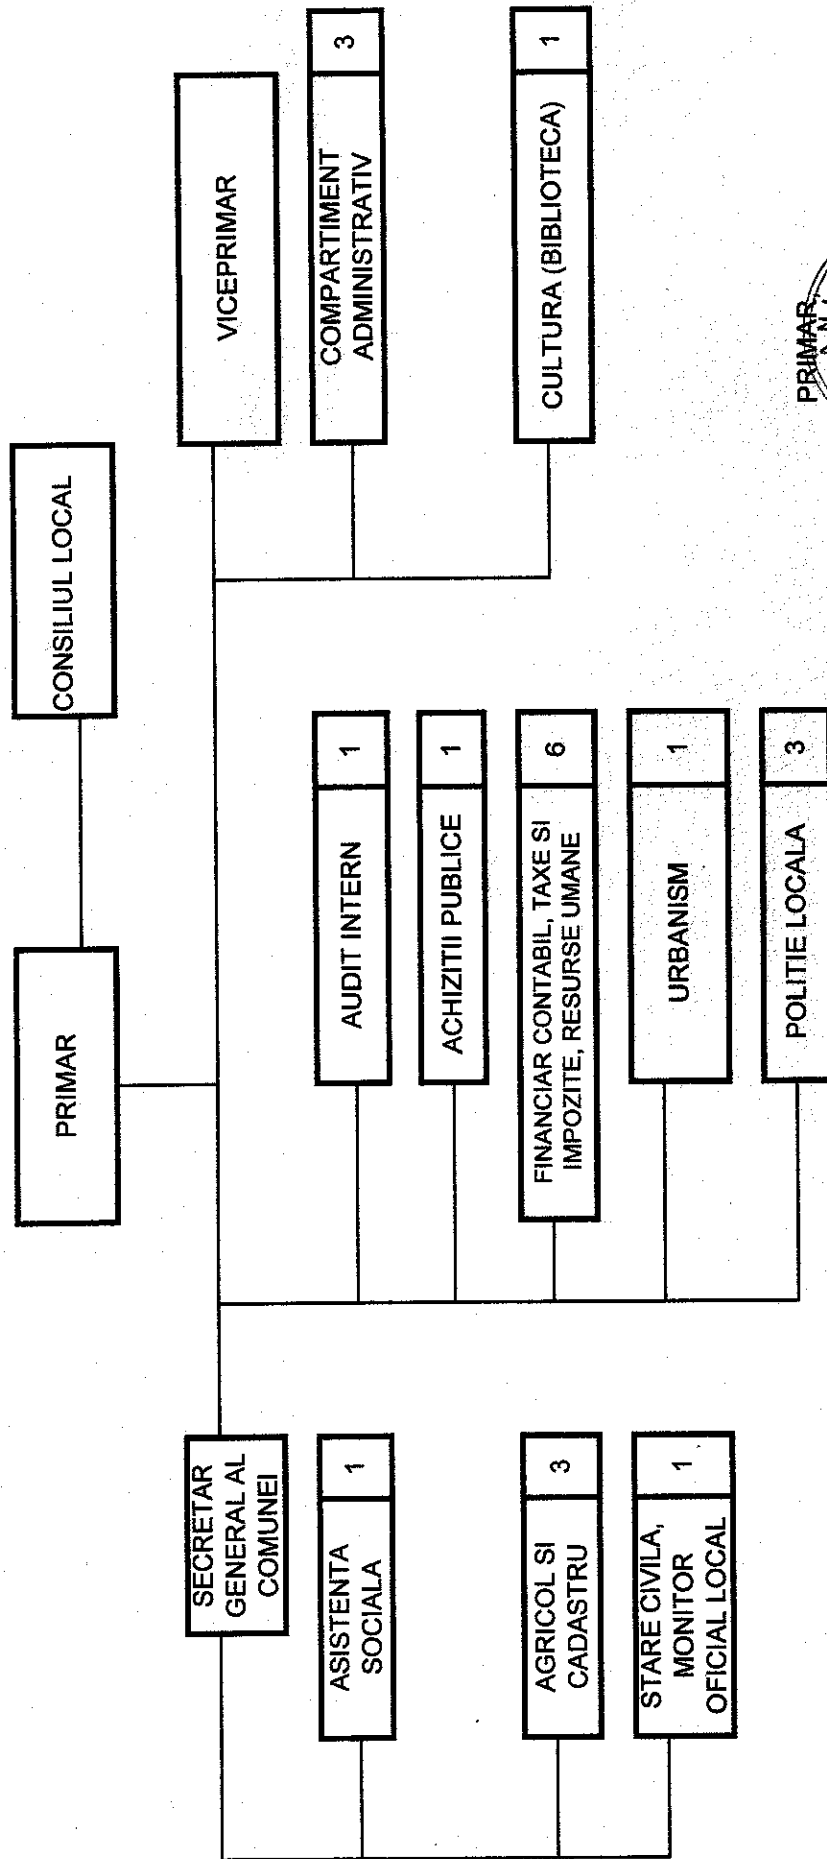 CONSILIUL LOCAL
PRIMAR
SECRETAR
GENERAL AL
COMUNEI
VICEPRIMAR
ASISTENTA
SOCIALA
1
AGRICOL SI
CADASTRU
3
STARE CIVILA,
MONITOR
OFICIAL LOCAL
1
AUDIT INTERN
1
ACHIZITII PUBLICE
1
FINANCIAR CONTABIL, TAXE SI
IMPOZITE, RESURSE UMANE
6
URBANISM
1
POLITIE LOCALA
3
COMPARTIMENT
ADMINISTRATIV
3
CULTURA (BIBLIOTECA)
1
PRIMAR,